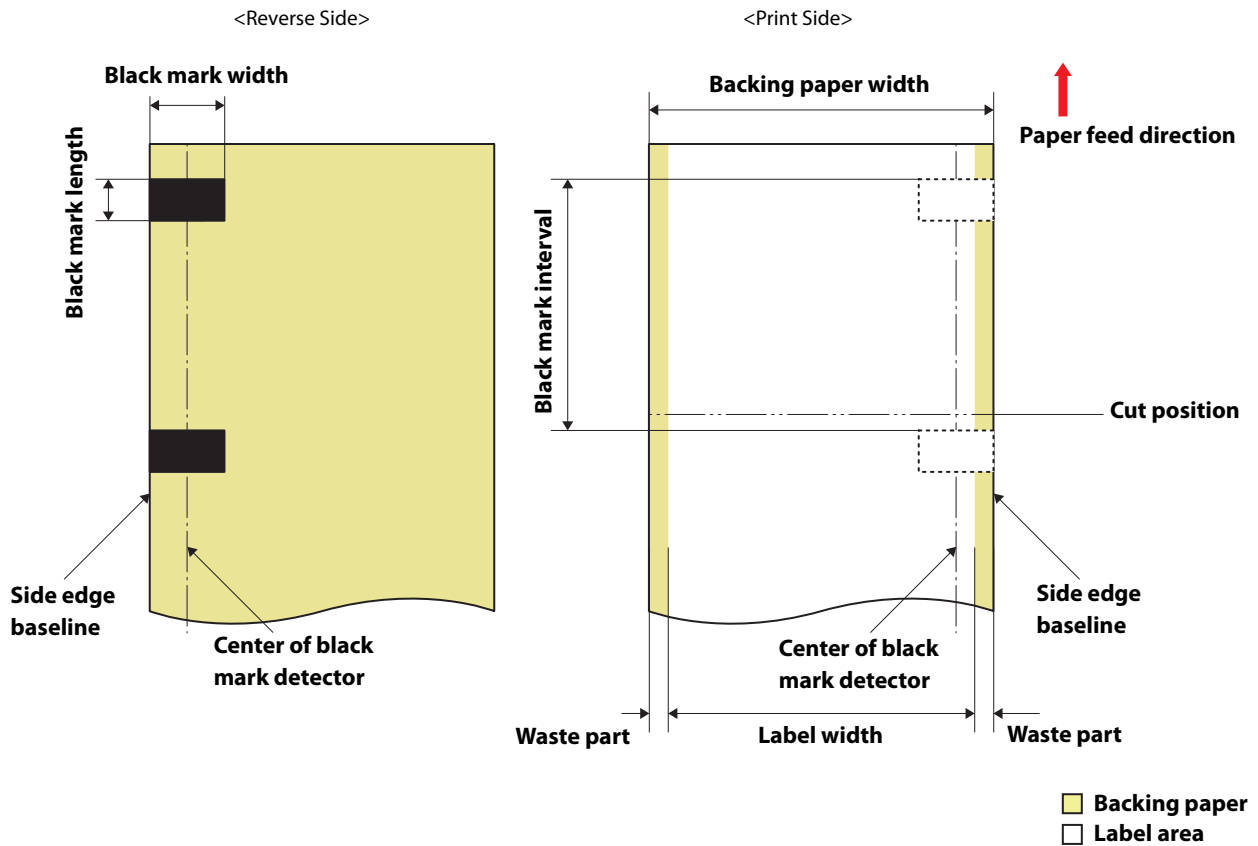 <Reverse Side>
<Print Side>
Black mark width
Backing paper width
Paper feed direction
Black mark length
Black mark interval
Cut position
Side edge
baseline
Center of black
mark detector
Center of black
mark detector
Side edge
baseline
Waste part
Label width
Waste part
Backing paper
Label area